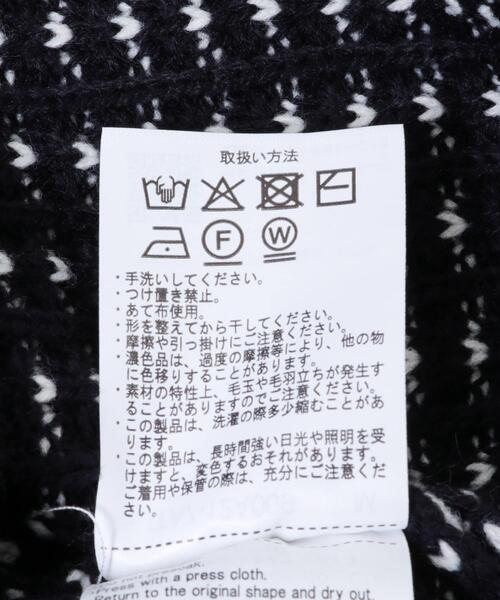 取扱い方法
F W
・手洗いしてください。
・つけ置き禁止。
・あて布使用。
・形を整えてから干してください。
・摩擦や引っ掛けにご注意ください。
・濃色品は、過度の摩擦等により、他の物
に色移りすることがあります。
・素材の特性上、毛玉や毛羽立ちが発生す
ることがありますのでご注意ください。
・この製品は、洗濯の際多少縮むことがあ
ります。
・この製品は、長時間強い日光や照明を受
けますと、変色するおそれがあります。
ご着用や保管の際は、充分にご注意くだ
さい。
・Press with a press cloth.
Return to the original shape and dry out.